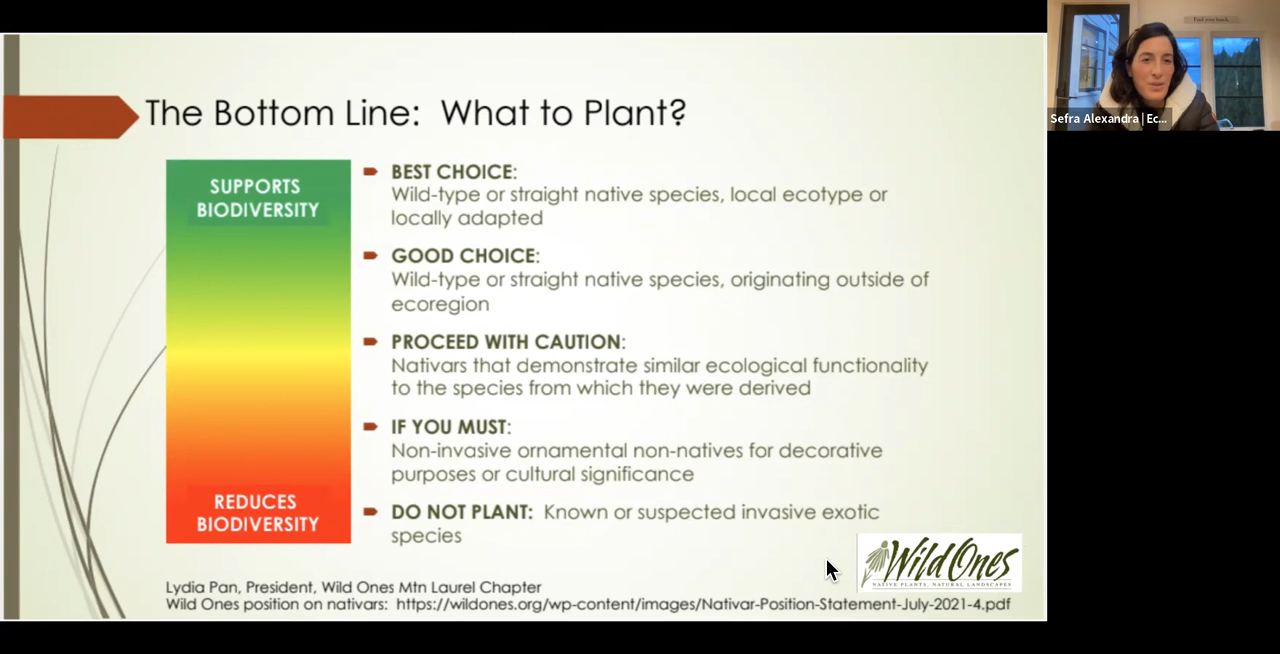 The Bottom Line: What to Plant?
SUPPORTS
BIODIVERSITY
REDUCES
BIODIVERSITY
BEST CHOICE:
Wild-type or straight native species, local ecotype or
locally adapted
GOOD CHOICE:
Wild-type or straight native species, originating outside of
ecoregion
PROCEED WITH CAUTION:
Nativars that demonstrate similar ecological functionality
to the species from which they were derived
IF YOU MUST:
Non-invasive ornamental non-natives for decorative
purposes or cultural significance
DO NOT PLANT: Known or suspected invasive exotic
species
Wild Ones
NATIVE PLANTS, NATURAL LANDSCAPES
Lydia Pan, President, Wild Ones Mtn Laurel Chapter
Wild Ones position on nativars: https://wildones.org/wp-content/images/Nativar-Position-Statement-July-2021-4.pdf
Sefra Alexandra | Ec...